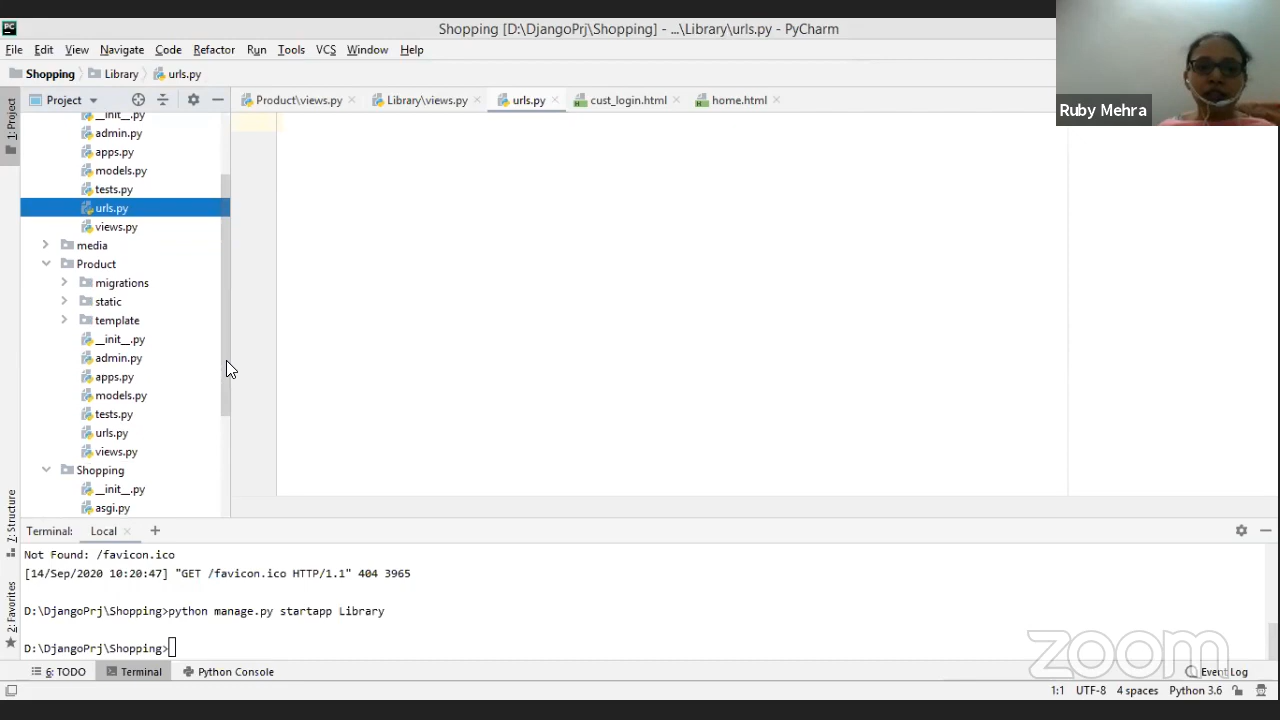 Shopping [D:\DjangoPrj\Shopping] - ...\Library\urls.py - PyCharm
File Edit View Navigate Code Refactor Run Tools VCS Window Help
Shopping Library urls.py
Project
Product\views.py Library\views.py urls.py cust_login.html home.html
Ruby Mehra
1: Project
__init__.py
admin.py
apps.py
models.py
tests.py
urls.py
views.py
media
Product
migrations
static
template
__init__.py
admin.py
apps.py
models.py
tests.py
urls.py
views.py
Shopping
__init__.py
asgi.py
7: Structure
2: Favorites
Terminal: Local +
Not Found: /favicon.ico
[14/Sep/2020 10:20:47] "GET /favicon.ico HTTP/1.1" 404 3965
D:\DjangoPrj\Shopping>python manage.py startapp Library
D:\DjangoPrj\Shopping>
zoom
6: TODO Terminal Python Console Event Log
1:1 UTF-8 4 spaces Python 3.6